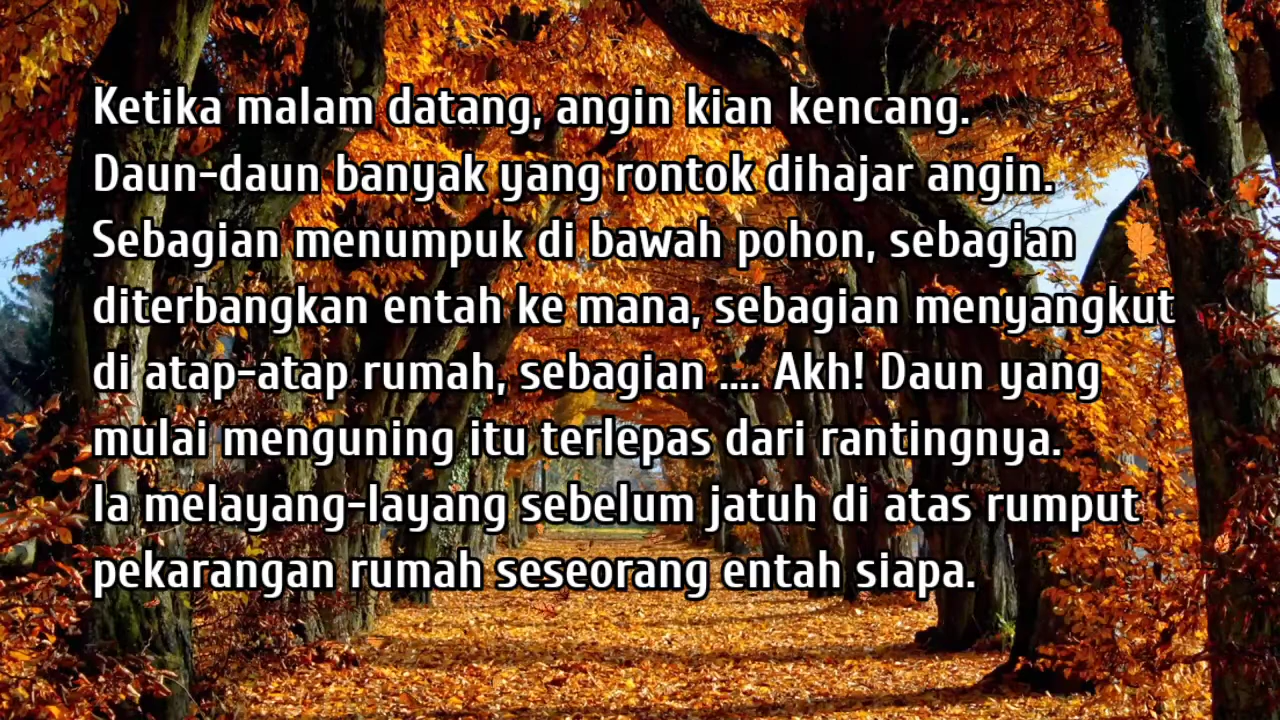 Ketika malam datang, angin kian kencang.
Daun-daun banyak yang rontok dihajar angin.
Sebagian menumpuk di bawah pohon, sebagian
diterbangkan entah ke mana, sebagian menyangkut
di atap-atap rumah, sebagian .... Akh! Daun yang
mulai menguning itu terlepas dari rantingnya.
Ia melayang-layang sebelum jatuh di atas rumput
pekarangan rumah seseorang entah siapa.